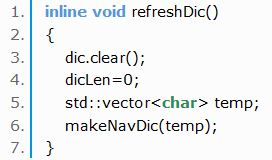 1. inline void refreshDic()
2. {
3.     dic.clear();
4.     dicLen=0;
5.     std::vector<char> temp;
6.     makeNavDic(temp);
7. }